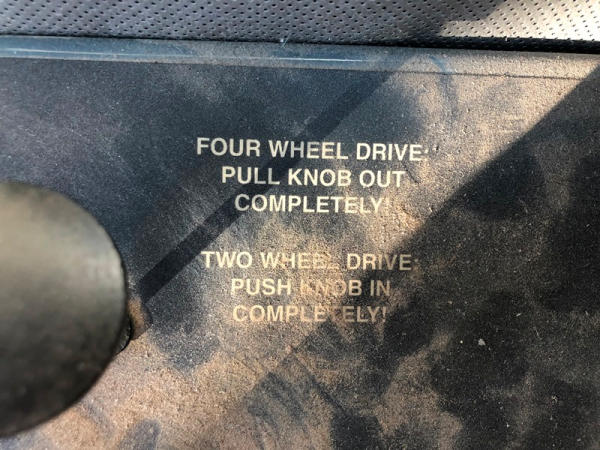 FOUR WHEEL DRIVE:
PULL KNOB OUT
COMPLETELY!
TWO WHEEL DRIVE:
PUSH KNOB IN
COMPLETELY!